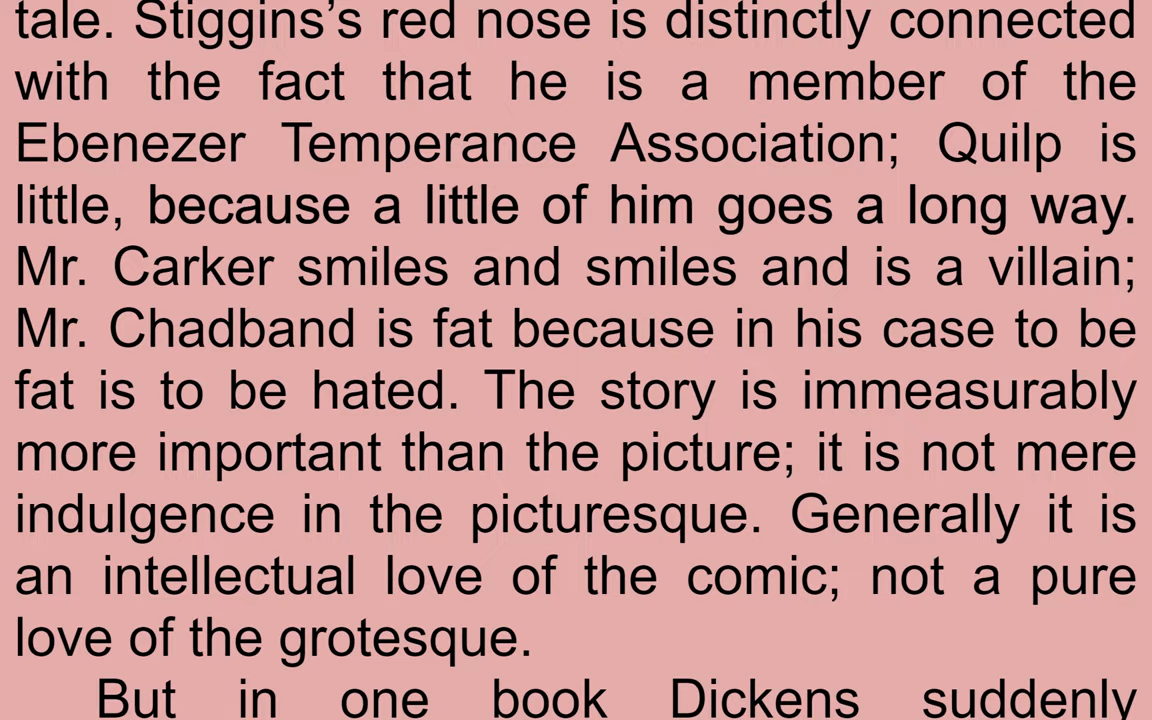 tale. Stiggins’s red nose is distinctly connected
with the fact that he is a member of the
Ebenezer Temperance Association; Quilp is
little, because a little of him goes a long way.
Mr. Carker smiles and smiles and is a villain;
Mr. Chadband is fat because in his case to be
fat is to be hated. The story is immeasurably
more important than the picture; it is not mere
indulgence in the picturesque. Generally it is
an intellectual love of the comic; not a pure
love of the grotesque.
But in one book Dickens suddenly